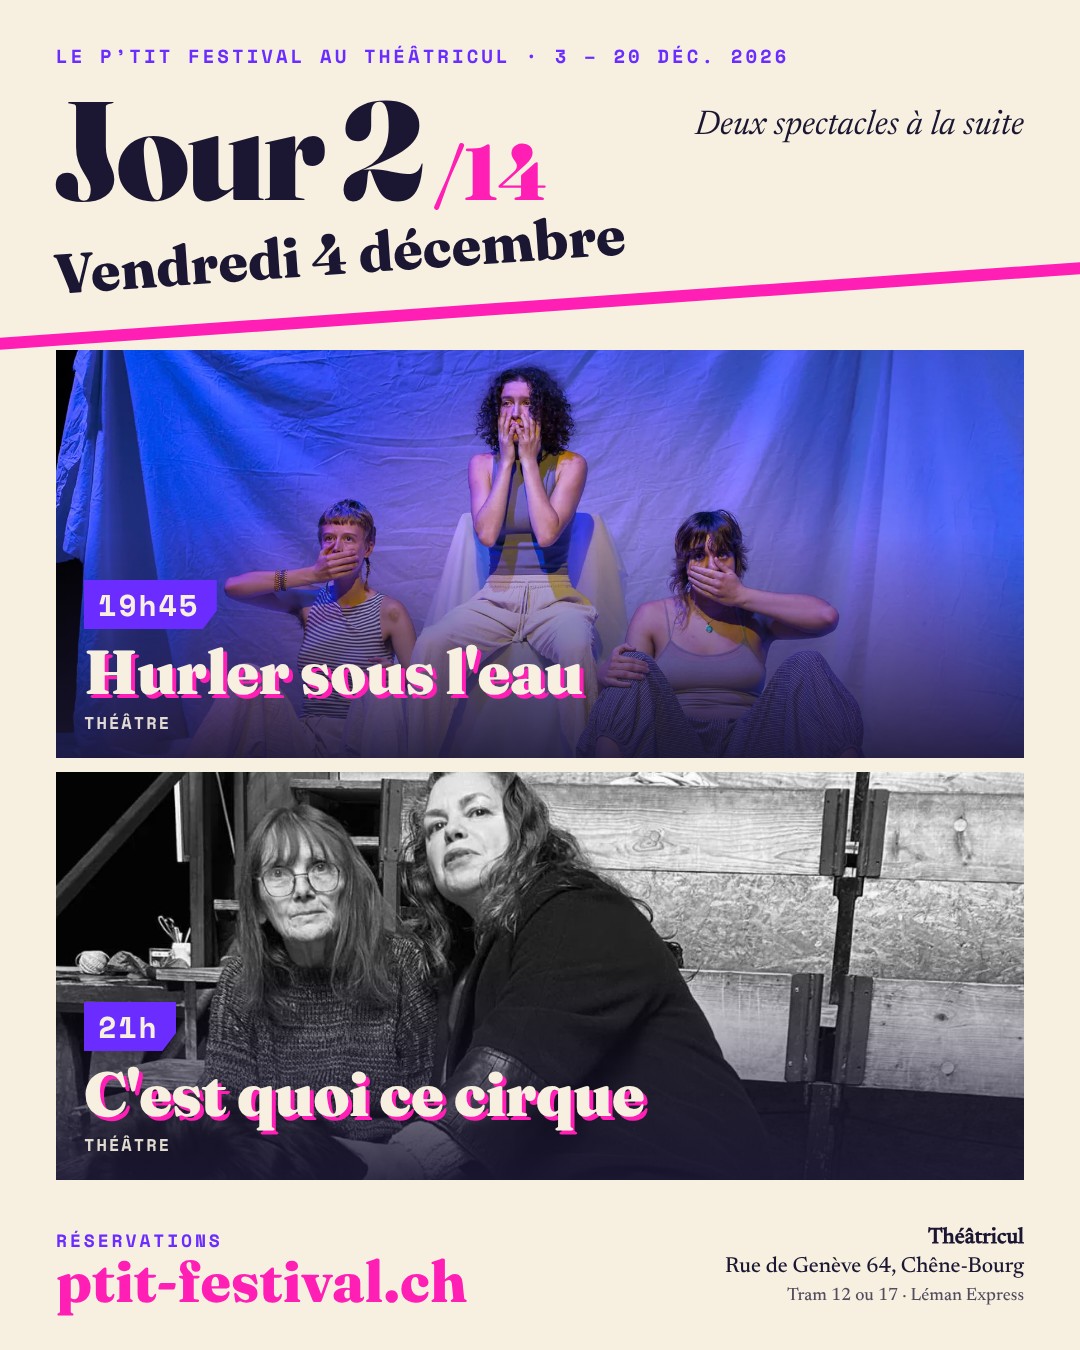 LE P'TIT FESTIVAL AU THÉÂTRICUL · 3 – 20 DÉC. 2026
Jour 2 /14
Deux spectacles à la suite
Vendredi 4 décembre
19h45
Hurler sous l'eau
THÉÂTRE
21h
C'est quoi ce cirque
THÉÂTRE
RÉSERVATIONS
ptit-festival.ch
Théâtricul
Rue de Genève 64, Chêne-Bourg
Tram 12 ou 17 · Léman Express